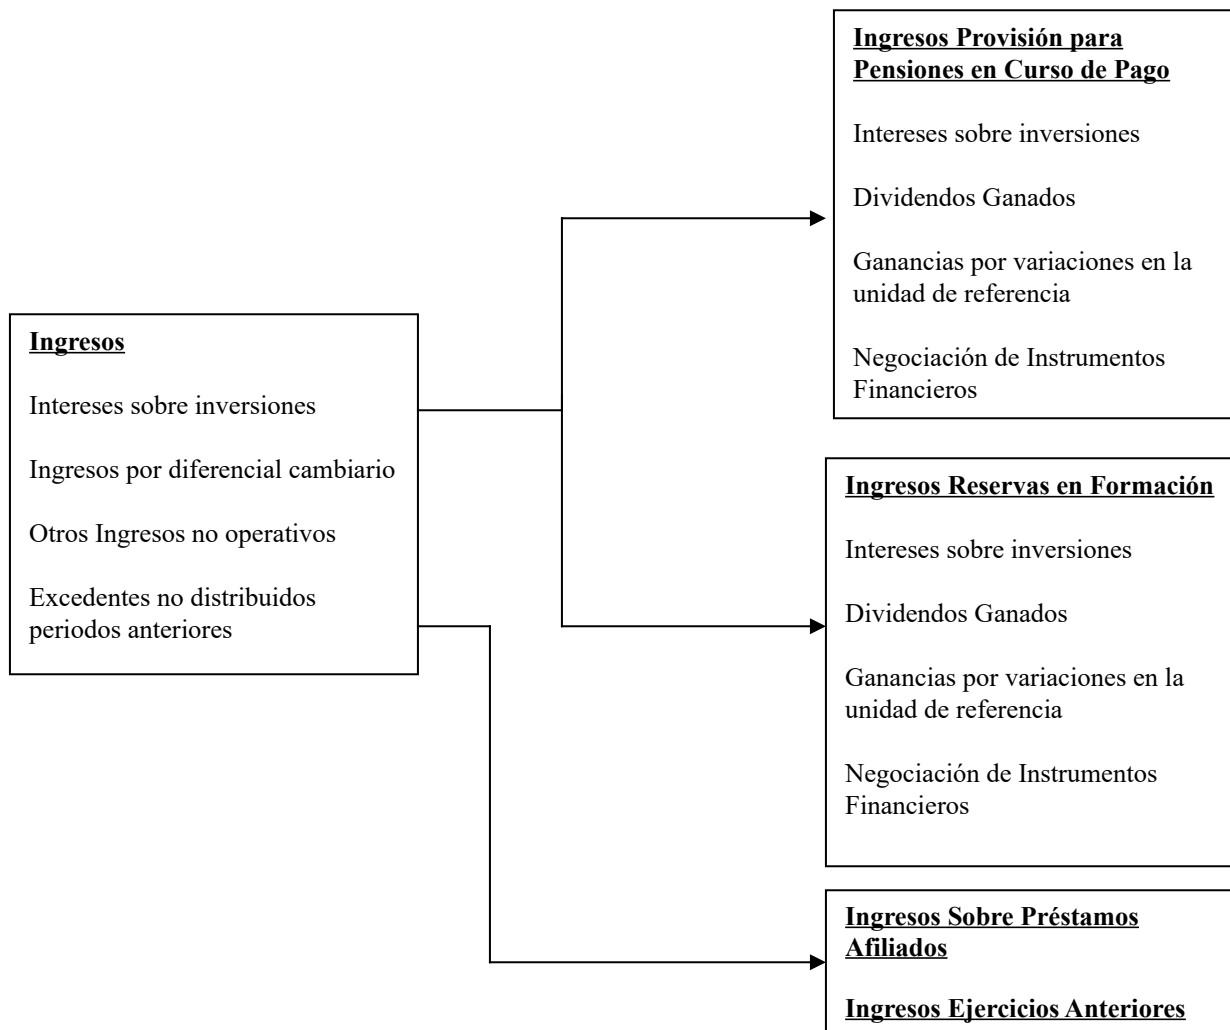 Ingresos
Intereses sobre inversiones
Ingresos por diferencial cambiario
Otros Ingresos no operativos
Excedentes no distribuidos
periodos anteriores
Ingresos Provisión para
Pensiones en Curso de Pago
Intereses sobre inversiones
Dividendos Ganados
Ganancias por variaciones en la
unidad de referencia
Negociación de Instrumentos
Financieros
Ingresos Reservas en Formación
Intereses sobre inversiones
Dividendos Ganados
Ganancias por variaciones en la
unidad de referencia
Negociación de Instrumentos
Financieros
Ingresos Sobre Préstamos
Afiliados
Ingresos Ejercicios Anteriores